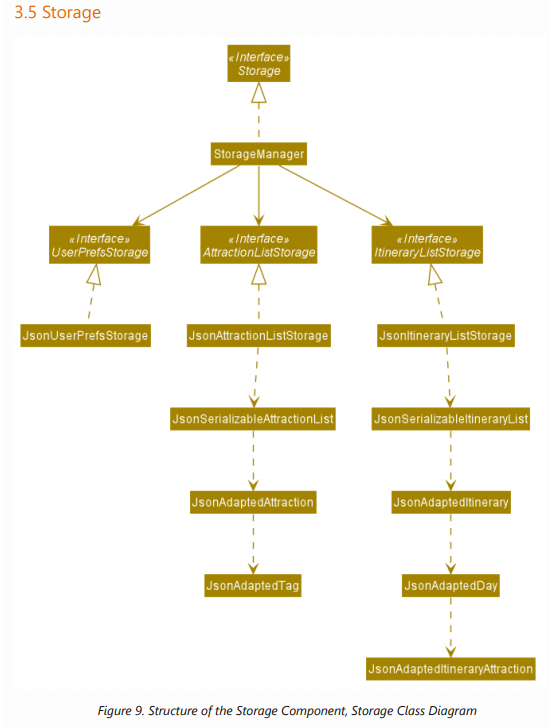 3.5 Storage
«Interface»
Storage
StorageManager
«Interface»
UserPrefsStorage
«Interface»
AttractionListStorage
«Interface»
ItineraryListStorage
JsonUserPrefsStorage
JsonAttractionListStorage
JsonItineraryListStorage
JsonSerializableAttractionList
JsonSerializableItineraryList
JsonAdaptedAttraction
JsonAdaptedItinerary
JsonAdaptedTag
JsonAdaptedDay
JsonAdaptedItineraryAttraction
Figure 9. Structure of the Storage Component, Storage Class Diagram